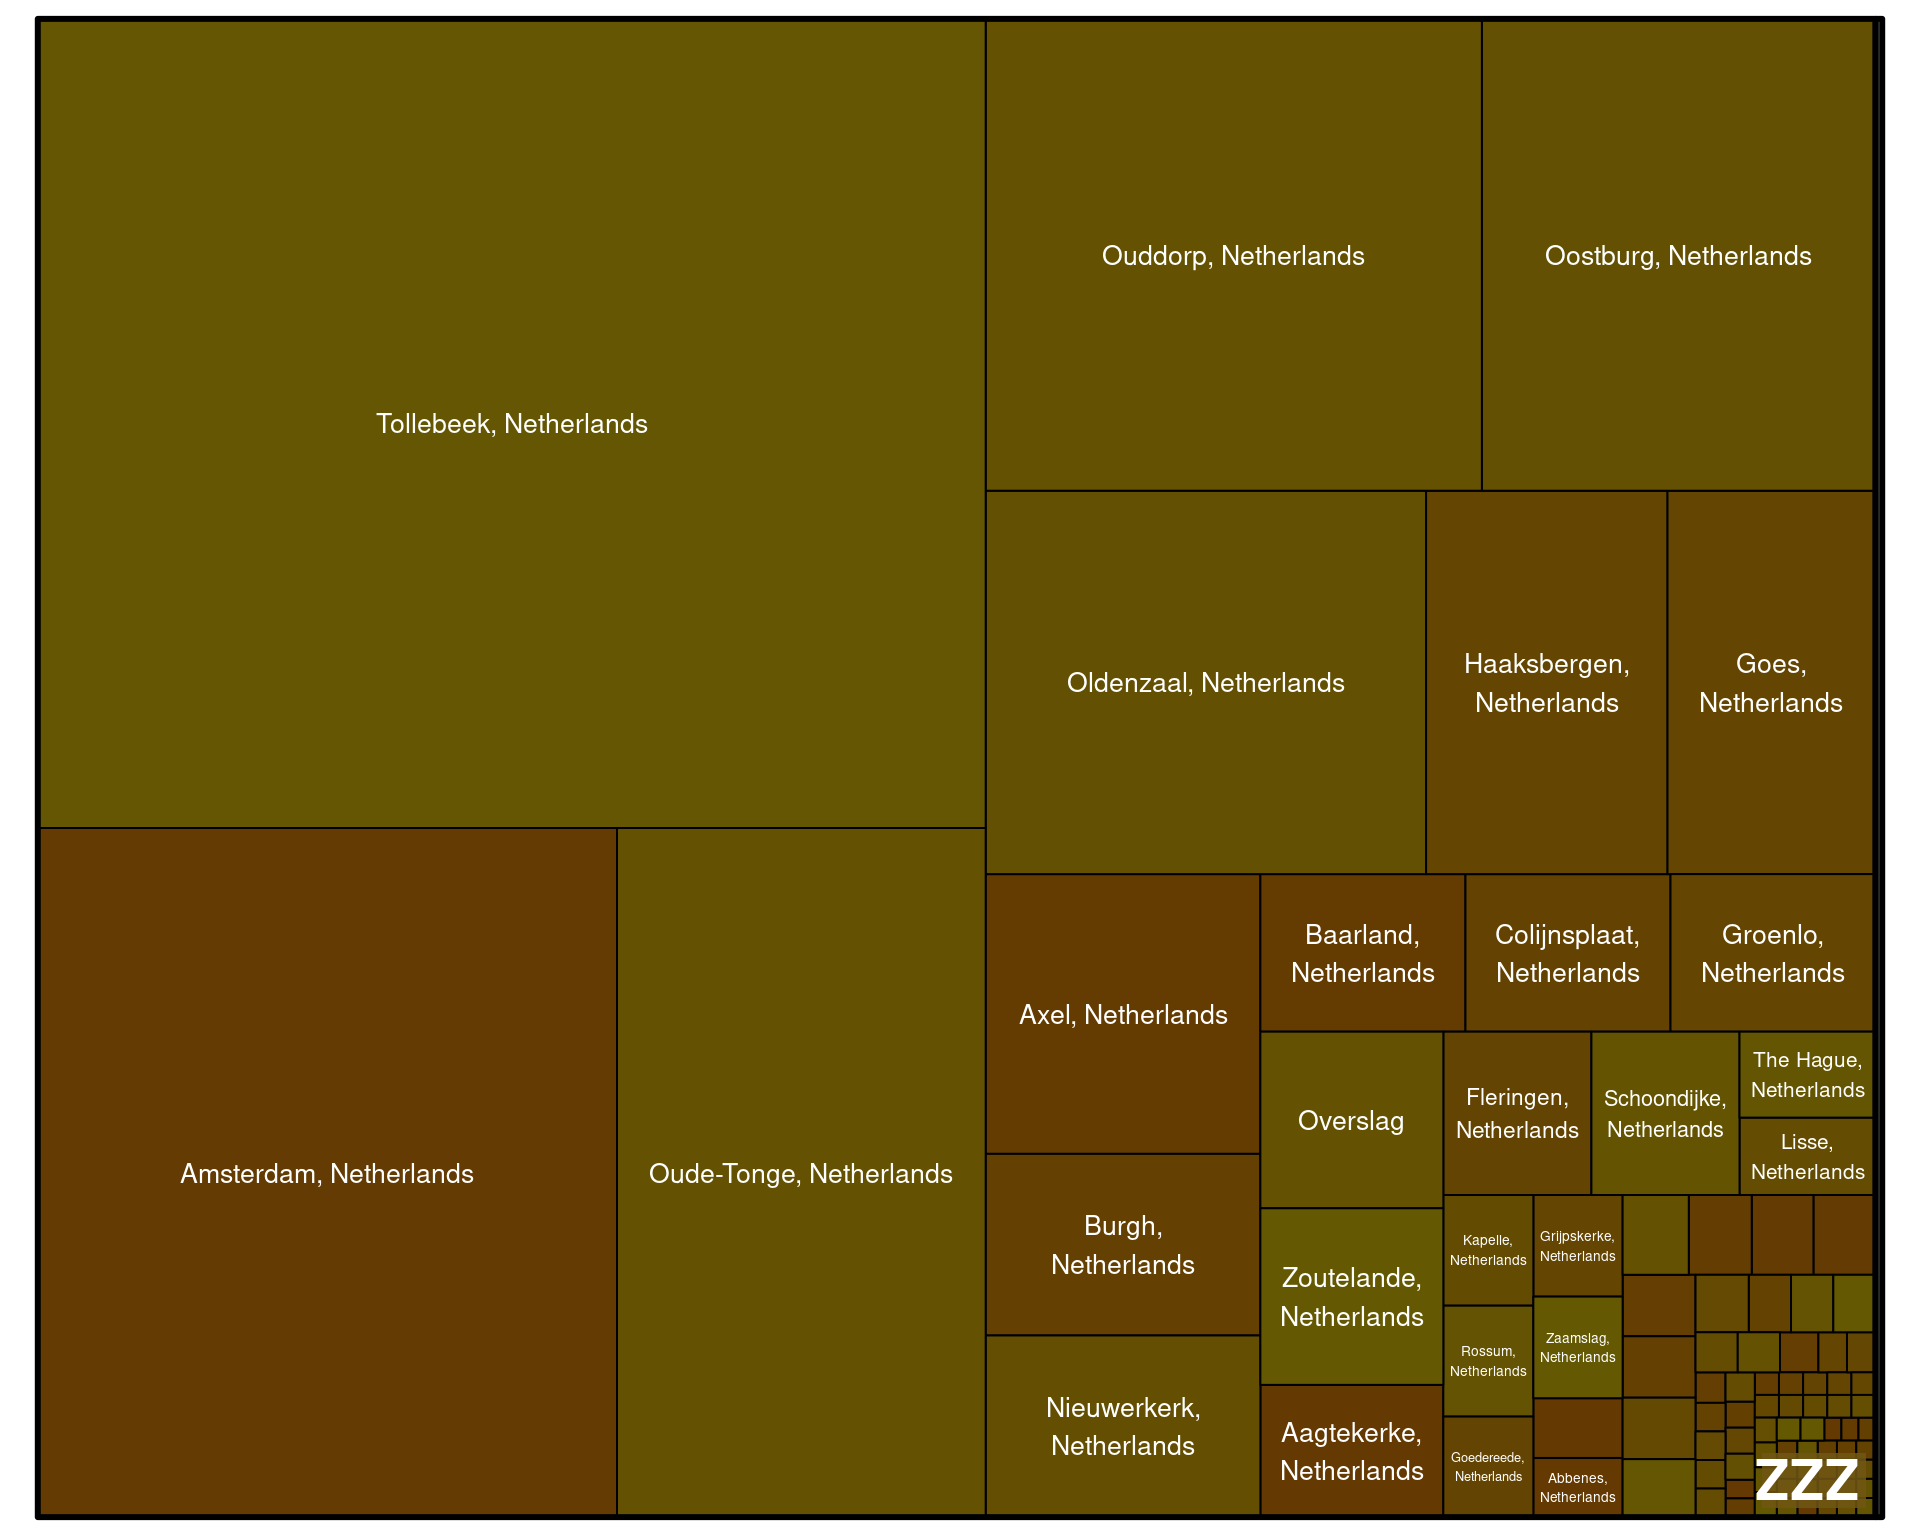 Tollebeek, Netherlands
Ouddorp, Netherlands
Oostburg, Netherlands
Oldenzaal, Netherlands
Haaksbergen,
Netherlands
Goes,
Netherlands
Amsterdam, Netherlands
Oude-Tonge, Netherlands
Axel, Netherlands
Baarland,
Netherlands
Colijnsplaat,
Netherlands
Groenlo,
Netherlands
Burgh,
Netherlands
Nieuwerkerk,
Netherlands
Overslag
Zoutelande,
Netherlands
Aagtekerke,
Netherlands
Fleringen,
Netherlands
Schoondijke,
Netherlands
The Hague,
Netherlands
Lisse,
Netherlands
Kapelle,
Netherlands
Grijpskerke,
Netherlands
Rossum,
Netherlands
Zaamslag,
Netherlands
Goedereede,
Netherlands
Abbenes,
Netherlands
ZZZ